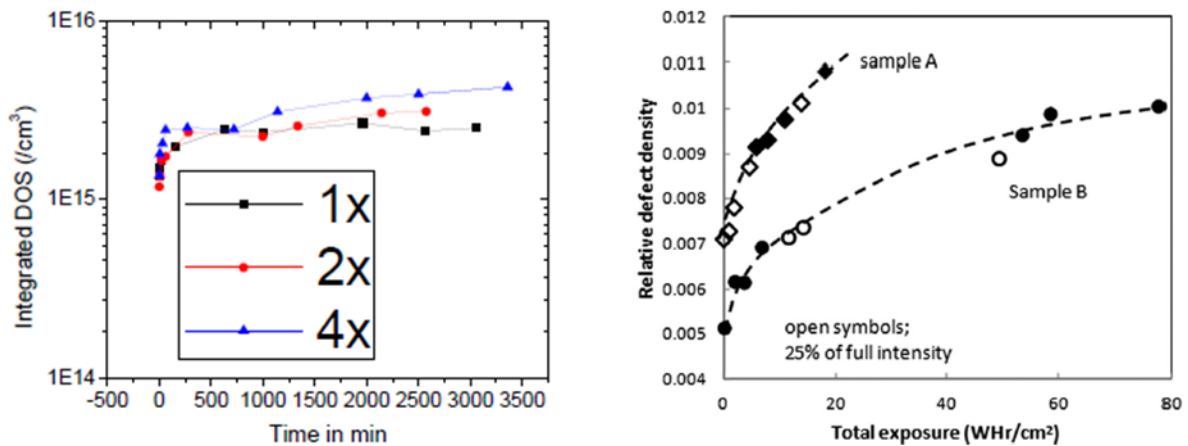 1E16
1E15
1E14
Integrated DOS (/cm³)
1x
2x
4x
-500 0 500 1000 1500 2000 2500 3000 3500
Time in min
0.012
0.011
0.010
0.009
0.008
0.007
0.006
0.005
0.004
Relative defect density
sample A
Sample B
open symbols;
25% of full intensity
0 20 40 60 80
Total exposure (WHr/cm²)